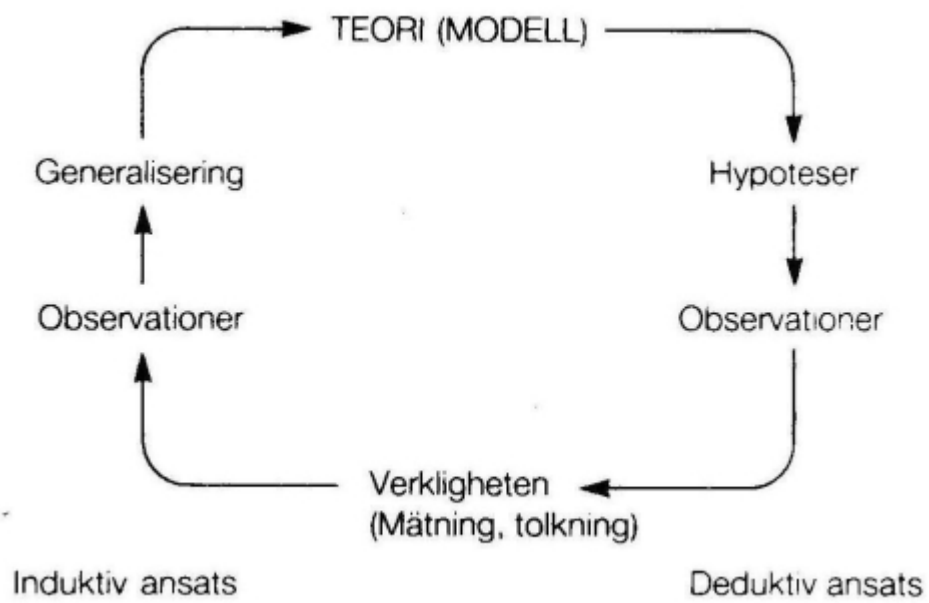 TEORI (MODELL)
Generalisering
Hypoteser
Observationer
Observationer
Verkligheten
(Mätning, tolkning)
Induktiv ansats
Deduktiv ansats